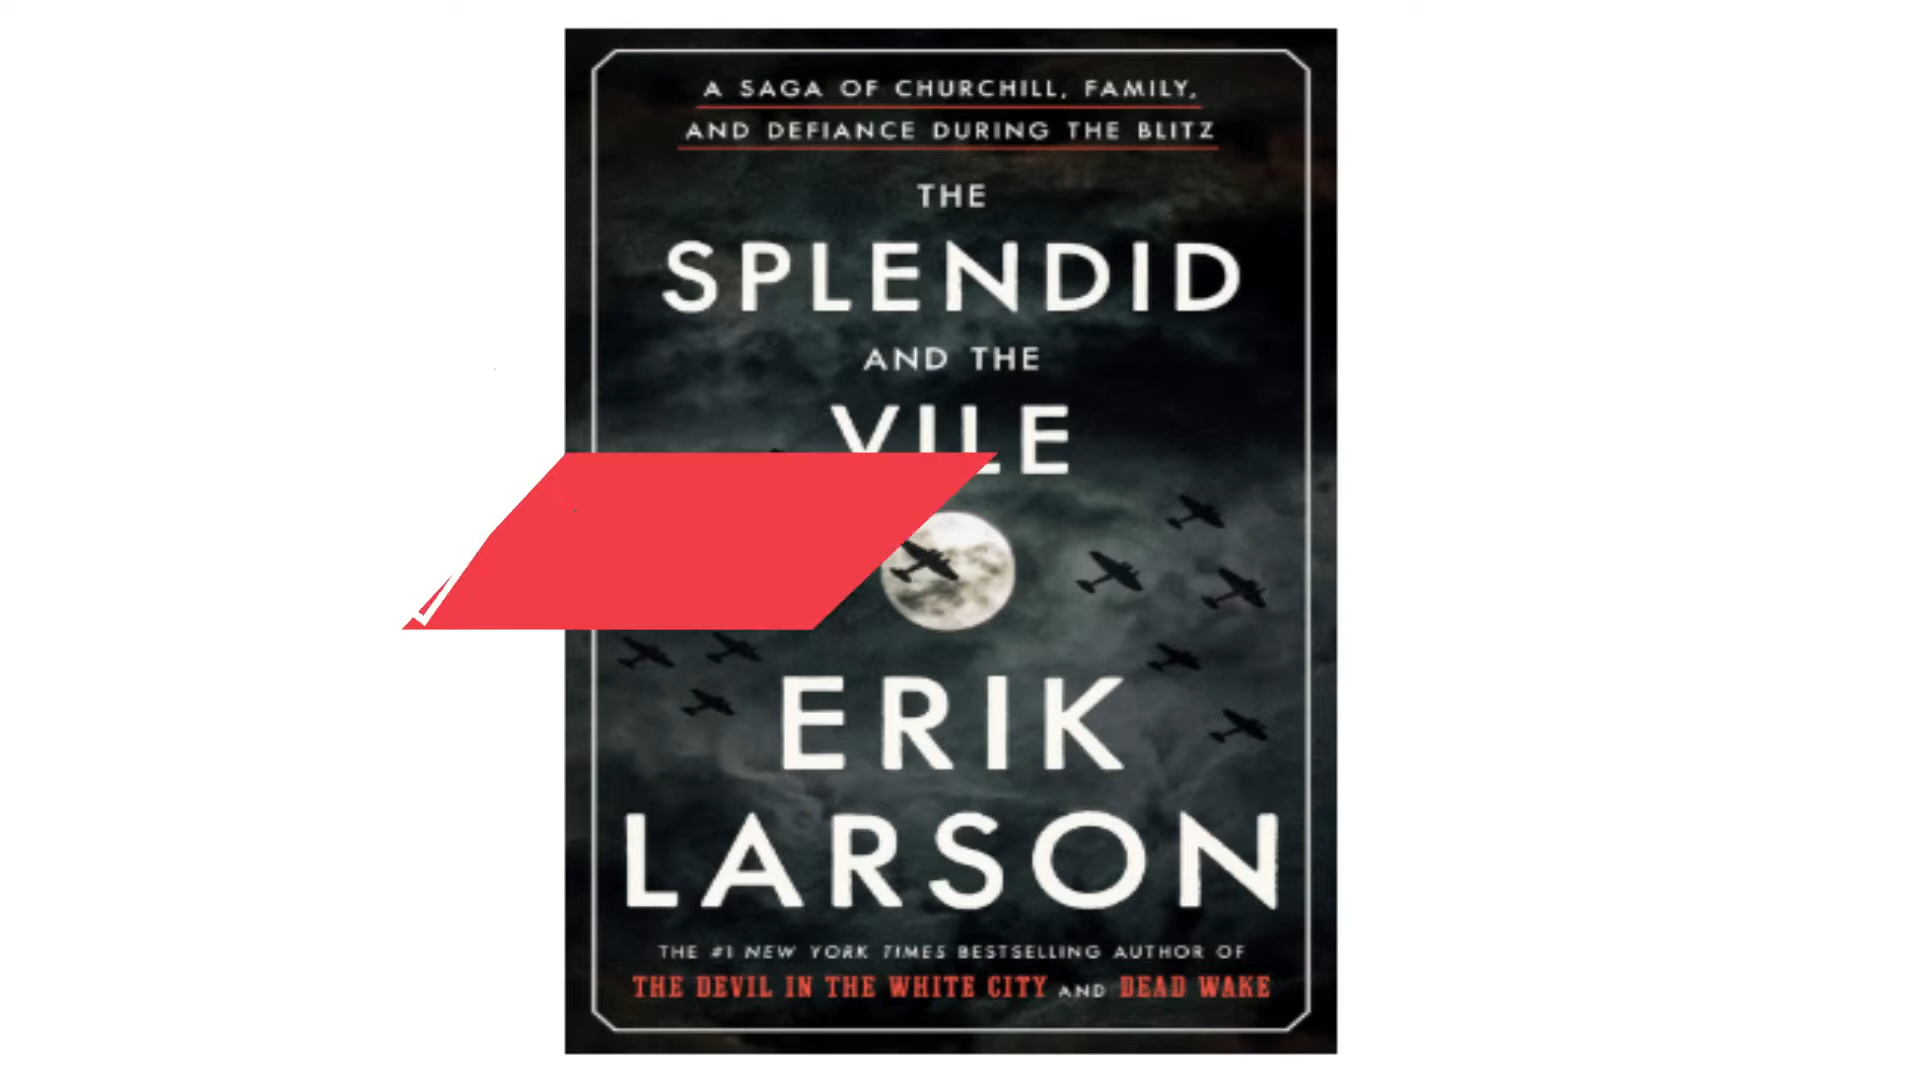 A SAGA OF CHURCHILL, FAMILY,
AND DEFIANCE DURING THE BLITZ
THE
SPLENDID
AND THE
VILE
ERIK
LARSON
THE #1 NEW YORK TIMES BESTSELLING AUTHOR OF
THE DEVIL IN THE WHITE CITY AND DEAD WAKE